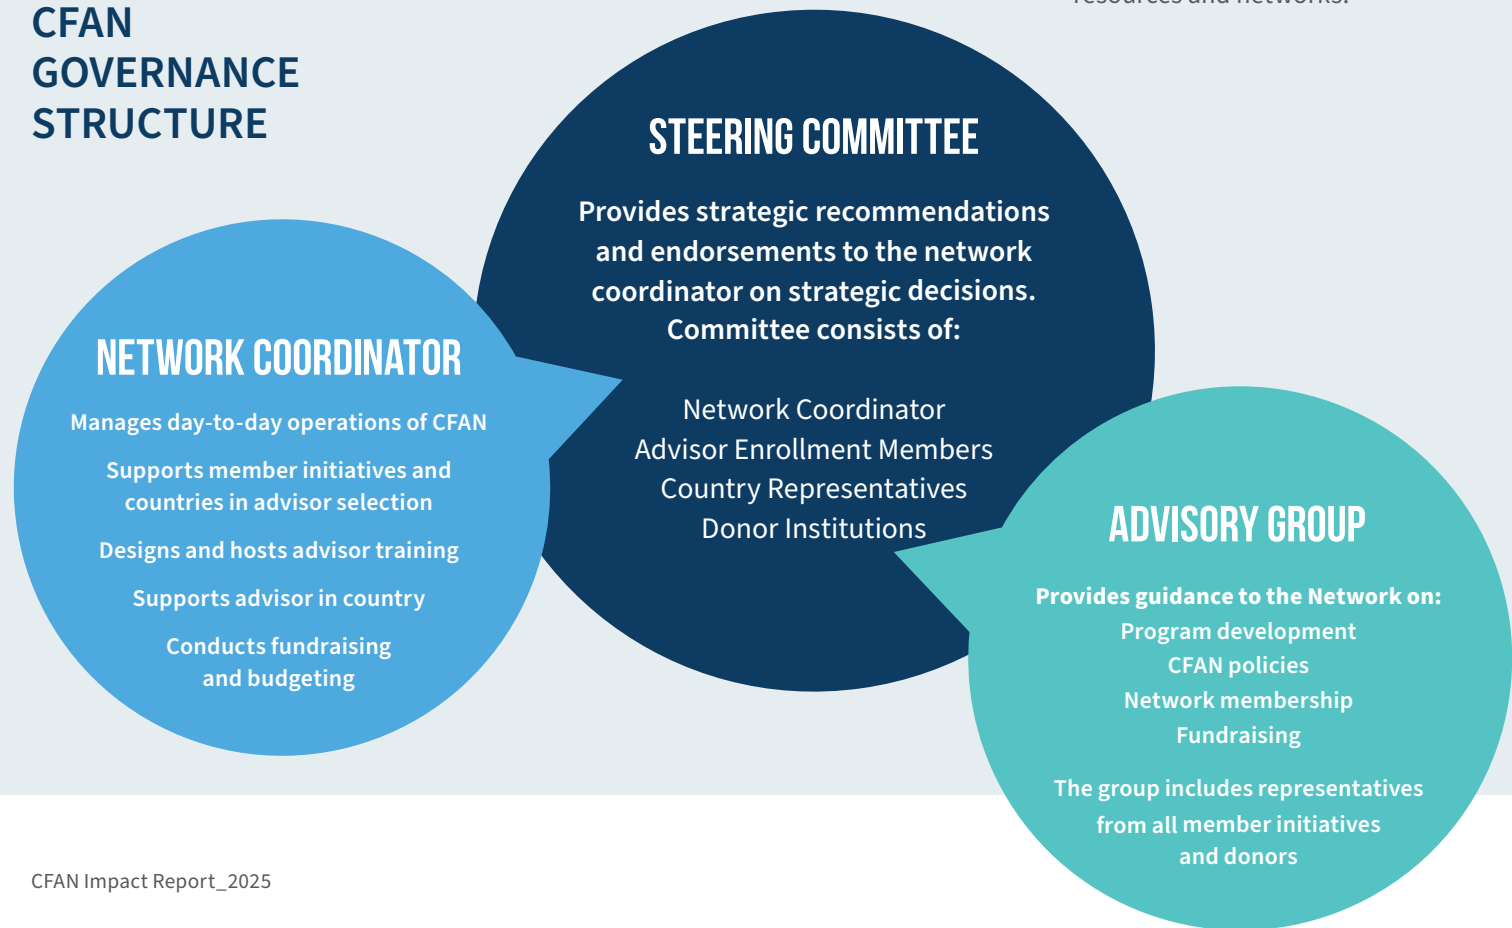 resources and networks.
CFAN
GOVERNANCE
STRUCTURE
STEERING COMMITTEE
Provides strategic recommendations
and endorsements to the network
coordinator on strategic decisions.
Committee consists of:
Network Coordinator
Advisor Enrollment Members
Country Representatives
Donor Institutions
NETWORK COORDINATOR
Manages day-to-day operations of CFAN
Supports member initiatives and
countries in advisor selection
Designs and hosts advisor training
Supports advisor in country
Conducts fundraising
and budgeting
ADVISORY GROUP
Provides guidance to the Network on:
Program development
CFAN policies
Network membership
Fundraising
The group includes representatives
from all member initiatives
and donors
CFAN Impact Report_2025